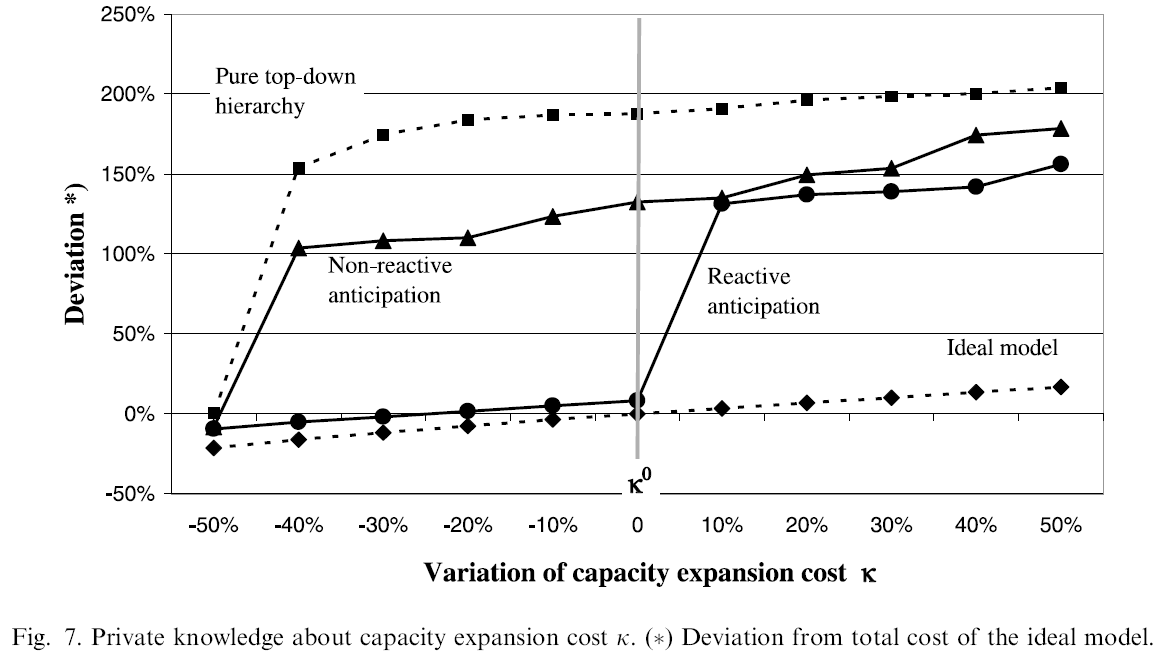 250%
200%
150%
100%
50%
0%
-50%
Deviation *)
Pure top-down
hierarchy
Non-reactive
anticipation
Reactive
anticipation
Ideal model
κ⁰
-50% -40% -30% -20% -10% 0 10% 20% 30% 40% 50%
Variation of capacity expansion cost κ
Fig. 7. Private knowledge about capacity expansion cost κ. (∗) Deviation from total cost of the ideal model.